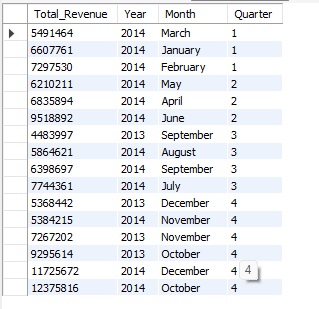 Total_Revenue Year Month Quarter
5491464 2014 March 1
6607761 2014 January 1
7297530 2014 February 1
6210211 2014 May 2
6835894 2014 April 2
9518892 2014 June 2
4483997 2013 September 3
5864621 2014 August 3
6398697 2014 September 3
7744361 2014 July 3
5368442 2013 December 4
5384215 2014 November 4
7267202 2013 November 4
9295614 2013 October 4
11725672 2014 December 4 4
12375816 2014 October 4